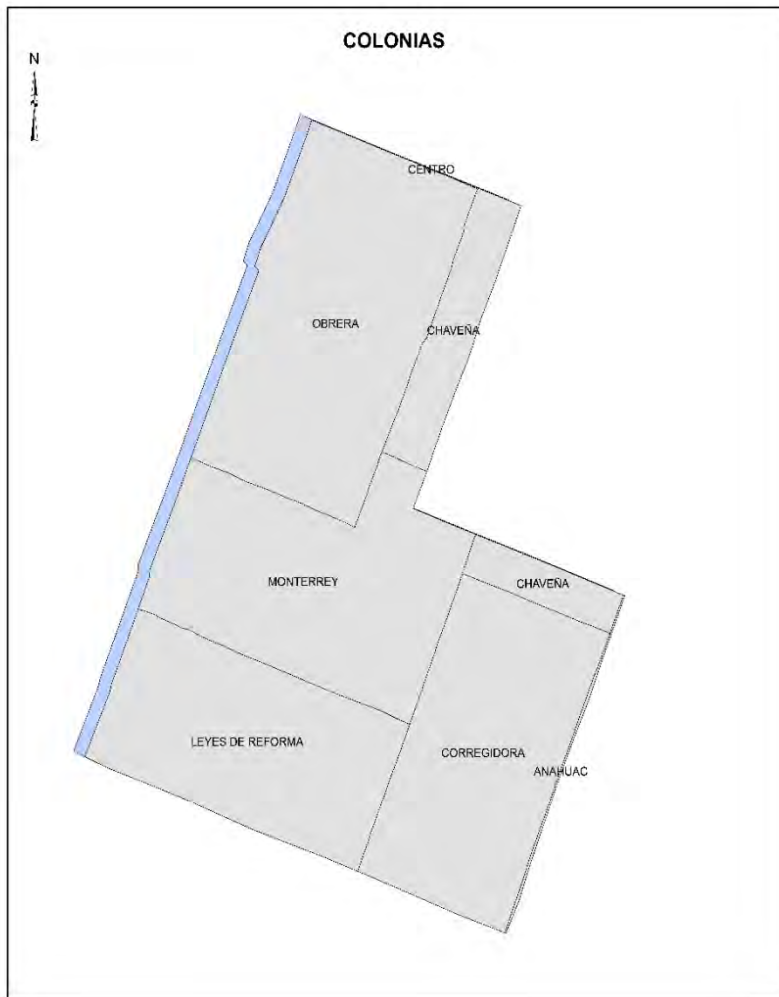 COLONIAS
N
CENTRO
OBRERA
CHAVEÑA
MONTERREY
CHAVEÑA
LEYES DE REFORMA
CORREGIDORA
ANAHUAC